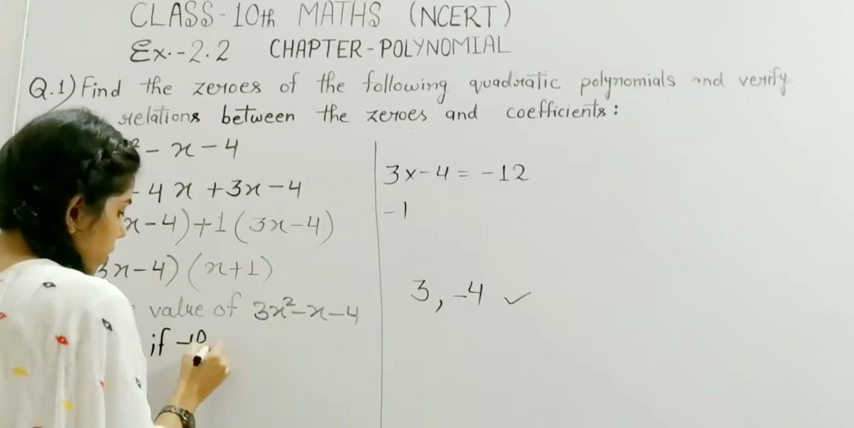 CLASS-10th MATHS (NCERT)
Ex.-2.2 CHAPTER-POLYNOMIAL
Q.1) Find the zeroes of the following quadratic polynomials and verify
relations between the zeroes and coefficients:
² - x - 4
- 4x + 3x - 4
x - 4) + 1 (3x - 4)
3x - 4) (x + 1)
value of 3x² - x - 4
if
3x - 4 = -12
-1
3, -4 ✓